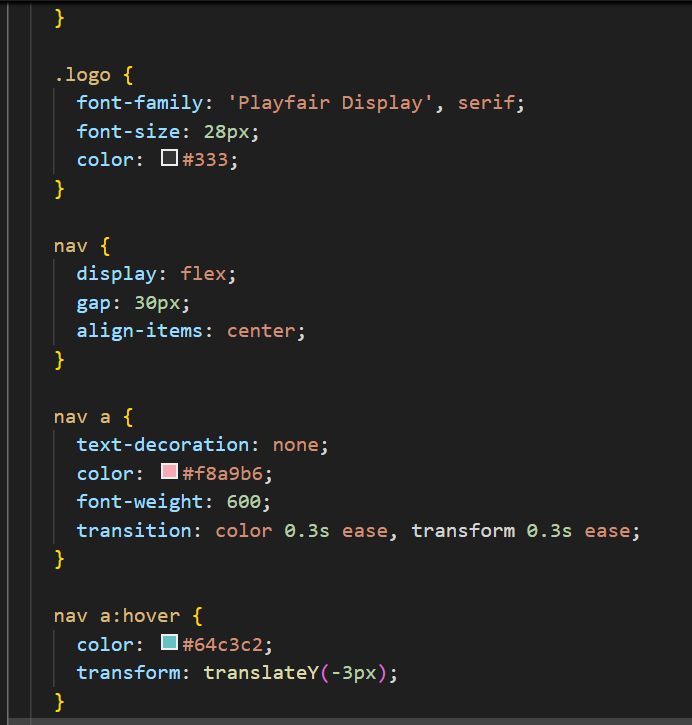 }
.logo {
font-family: 'Playfair Display', serif;
font-size: 28px;
color: #333;
}
nav {
display: flex;
gap: 30px;
align-items: center;
}
nav a {
text-decoration: none;
color: #f8a9b6;
font-weight: 600;
transition: color 0.3s ease, transform 0.3s ease;
}
nav a:hover {
color: #64c3c2;
transform: translateY(-3px);
}